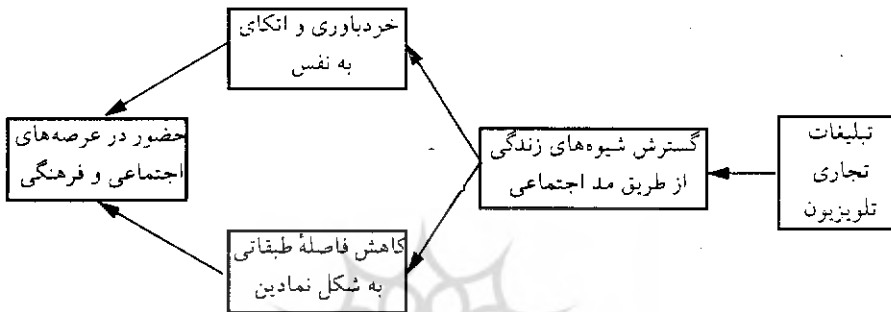 تبلیغات
تجاری
تلویزیون
گسترش شیوه‌های زندگی
از طریق مد اجتماعی
خردباوری و اتکای
به نفس
کاهش فاصلهٔ طبقاتی
به شکل نمادین
حضور در عرصه‌های
اجتماعی و فرهنگی